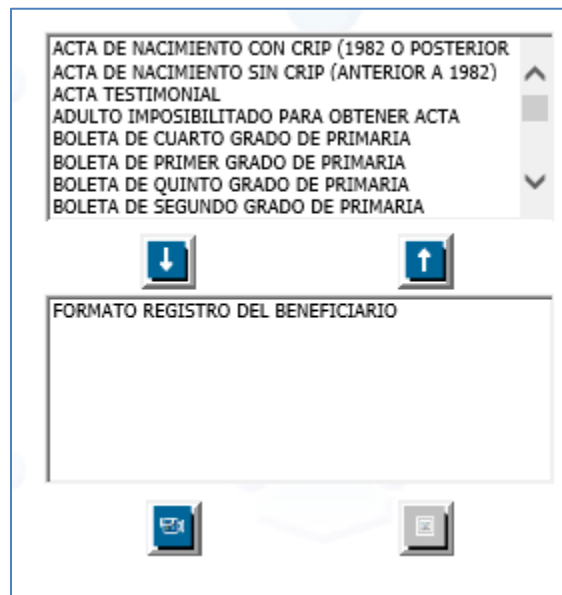 ACTA DE NACIMIENTO CON CRIP (1982 O POSTERIOR
ACTA DE NACIMIENTO SIN CRIP (ANTERIOR A 1982)
ACTA TESTIMONIAL
ADULTO IMPOSIBILITADO PARA OBTENER ACTA
BOLETA DE CUARTO GRADO DE PRIMARIA
BOLETA DE PRIMER GRADO DE PRIMARIA
BOLETA DE QUINTO GRADO DE PRIMARIA
BOLETA DE SEGUNDO GRADO DE PRIMARIA
FORMATO REGISTRO DEL BENEFICIARIO